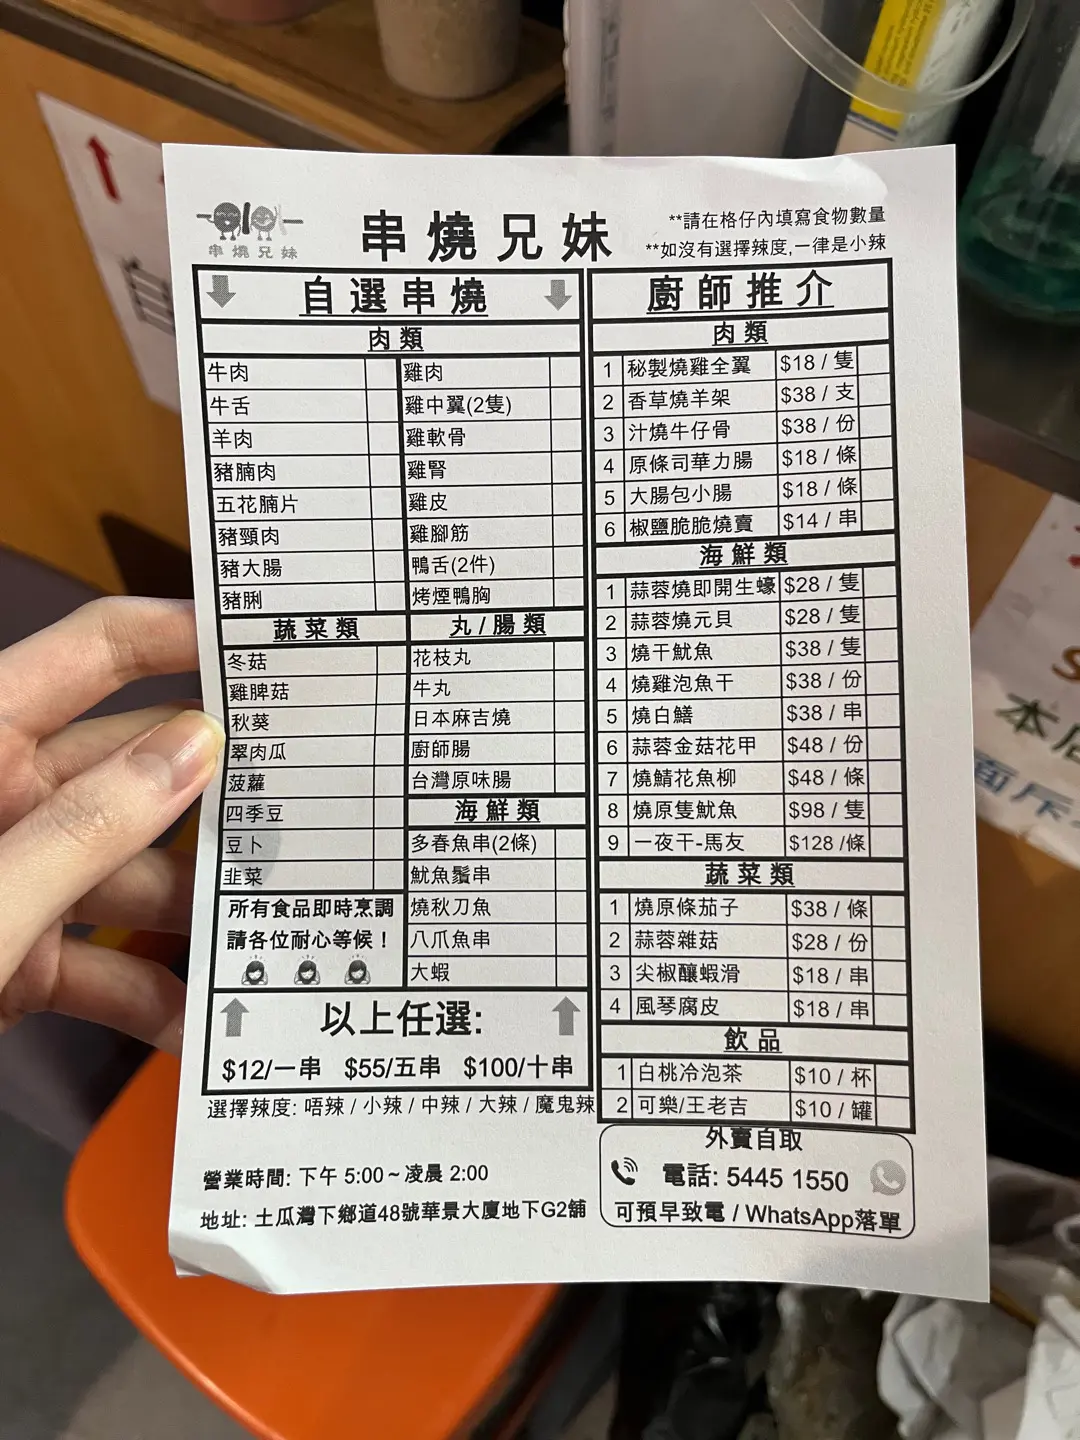 串燒兄妹
串燒兄妹
**請在格仔內填寫食物數量
**如沒有選擇辣度,一律是小辣
自選串燒
肉類
牛肉
牛舌
羊肉
豬腩肉
五花腩片
豬頸肉
豬大腸
豬脷
雞肉
雞中翼(2隻)
雞軟骨
雞腎
雞皮
雞腳筋
鴨舌(2件)
烤煙鴨胸
蔬菜類
冬菇
雞脾菇
秋葵
翠肉瓜
菠蘿
四季豆
豆卜
韭菜
所有食品即時烹調
請各位耐心等候！
丸/腸類
花枝丸
牛丸
日本麻吉燒
廚師腸
台灣原味腸
海鮮類
多春魚串(2條)
魷魚鬚串
燒秋刀魚
八爪魚串
大蝦
以上任選:
$12/一串 $55/五串 $100/十串
選擇辣度: 唔辣 / 小辣 / 中辣 / 大辣 / 魔鬼辣
營業時間: 下午 5:00 ~ 凌晨 2:00
地址: 土瓜灣下鄉道48號華景大廈地下G2舖
廚師推介
肉類
1 秘製燒雞全翼 $18 / 隻
2 香草燒羊架 $38 / 支
3 汁燒牛仔骨 $38 / 份
4 原條司華力腸 $18 / 條
5 大腸包小腸 $18 / 條
6 椒鹽脆脆燒賣 $14 / 串
海鮮類
1 蒜蓉燒即開生蠔 $28 / 隻
2 蒜蓉燒元貝 $28 / 隻
3 燒干魷魚 $38 / 隻
4 燒雞泡魚干 $38 / 份
5 燒白鱔 $38 / 串
6 蒜蓉金菇花甲 $48 / 份
7 燒鯖花魚柳 $48 / 條
8 燒原隻魷魚 $98 / 隻
9 一夜干-馬友 $128 /條
蔬菜類
1 燒原條茄子 $38 / 條
2 蒜蓉雜菇 $28 / 份
3 尖椒釀蝦滑 $18 / 串
4 風琴腐皮 $18 / 串
飲品
1 白桃冷泡茶 $10 / 杯
2 可樂/王老吉 $10 / 罐
外賣自取
電話: 5445 1550
可預早致電 / WhatsApp落單
本店